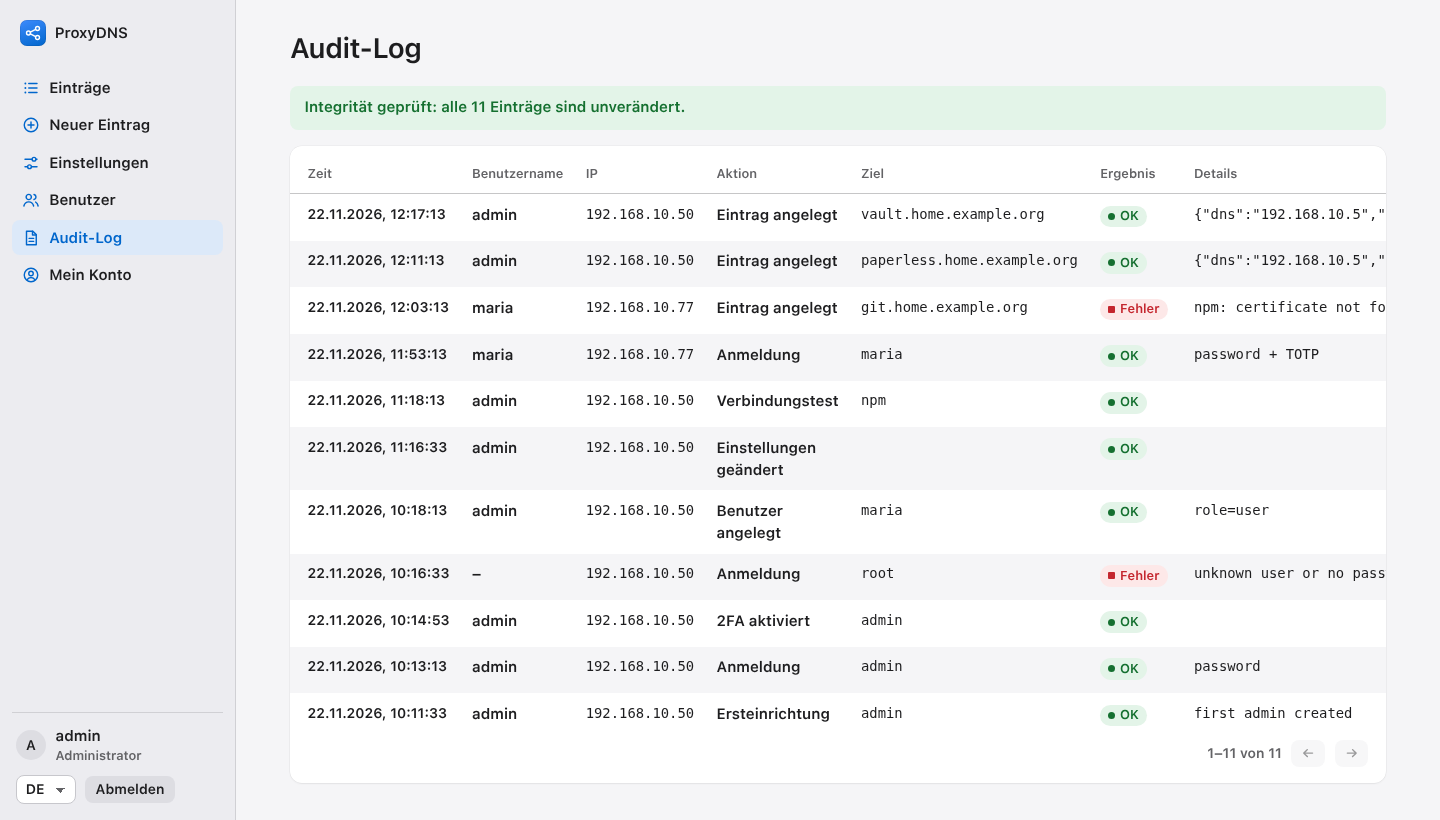 ProxyDNS
Einträge
Neuer Eintrag
Einstellungen
Benutzer
Audit-Log
Mein Konto
A
admin
Administrator
DE
Abmelden
Audit-Log
Integrität geprüft: alle 11 Einträge sind unverändert.
Zeit Benutzername IP Aktion Ziel Ergebnis Details
22.11.2026, 12:17:13 admin 192.168.10.50 Eintrag angelegt vault.home.example.org OK {"dns":"192.168.10.5","
22.11.2026, 12:11:13 admin 192.168.10.50 Eintrag angelegt paperless.home.example.org OK {"dns":"192.168.10.5","
22.11.2026, 12:03:13 maria 192.168.10.77 Eintrag angelegt git.home.example.org Fehler npm: certificate not fo
22.11.2026, 11:53:13 maria 192.168.10.77 Anmeldung maria OK password + TOTP
22.11.2026, 11:18:13 admin 192.168.10.50 Verbindungstest npm OK
22.11.2026, 11:16:33 admin 192.168.10.50 Einstellungen OK
geändert
22.11.2026, 10:18:13 admin 192.168.10.50 Benutzer maria OK role=user
angelegt
22.11.2026, 10:16:33 – 192.168.10.50 Anmeldung root Fehler unknown user or no pass
22.11.2026, 10:14:53 admin 192.168.10.50 2FA aktiviert admin OK
22.11.2026, 10:13:13 admin 192.168.10.50 Anmeldung admin OK password
22.11.2026, 10:11:33 admin 192.168.10.50 Ersteinrichtung admin OK first admin created
1–11 von 11 ← →